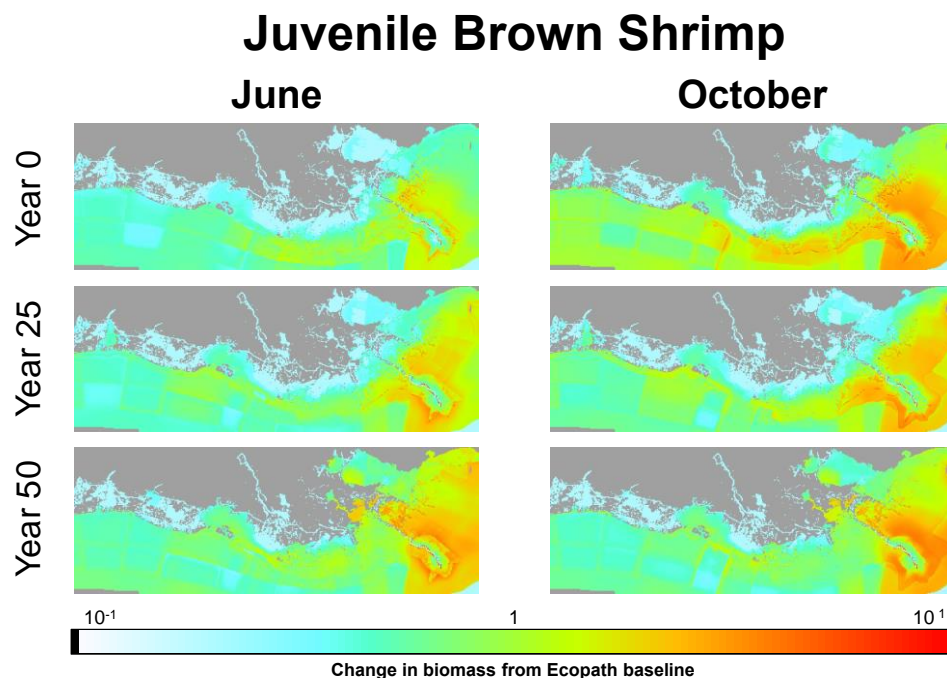 Juvenile Brown Shrimp
June
October
Year 0
Year 25
Year 50
10-1
1
10 1
Change in biomass from Ecopath baseline